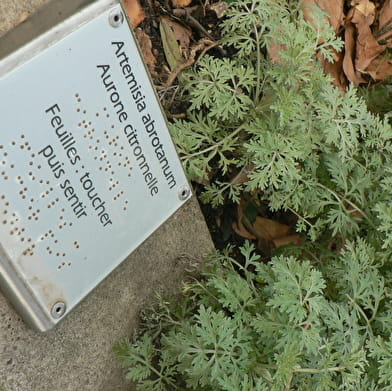 Artemisia abrotanum
Aurone citronnelle
Feuilles : toucher
puis sentir